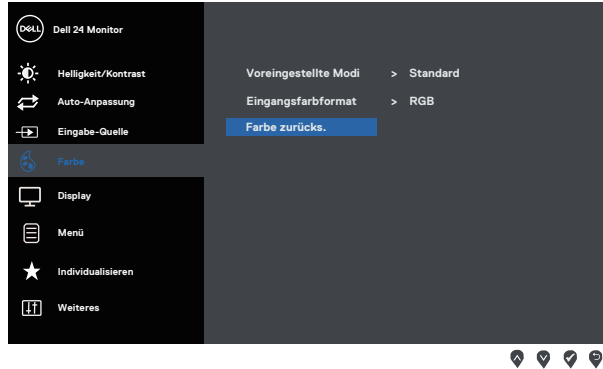 DELL Dell 24 Monitor
Helligkeit/Kontrast
Voreingestellte Modi > Standard
Auto-Anpassung
Eingangsfarbformat > RGB
Eingabe-Quelle
Farbe zurücks.
Farbe
Display
Menü
Individualisieren
Weiteres